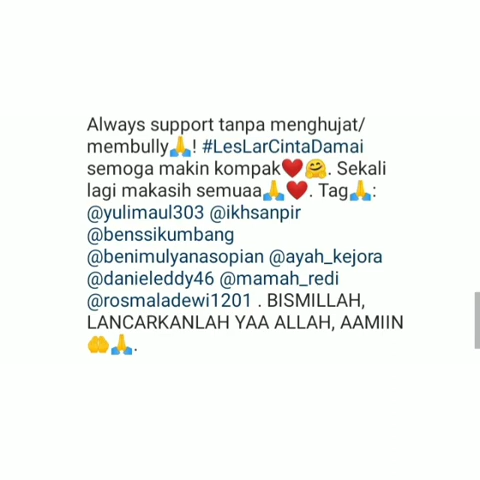 Always support tanpa menghujat/
membully🙏! #LesLarCintaDamai
semoga makin kompak❤️🤗. Sekali
lagi makasih semuaa🙏❤️. Tag🙏:
@yulimaul303 @ikhsanpir
@benssikumbang
@benimulyanasopian @ayah_kejora
@danieleddy46 @mamah_redi
@rosmaladewi1201 . BISMILLAH,
LANCARKANLAH YAA ALLAH, AAMIIN
🤲🙏.